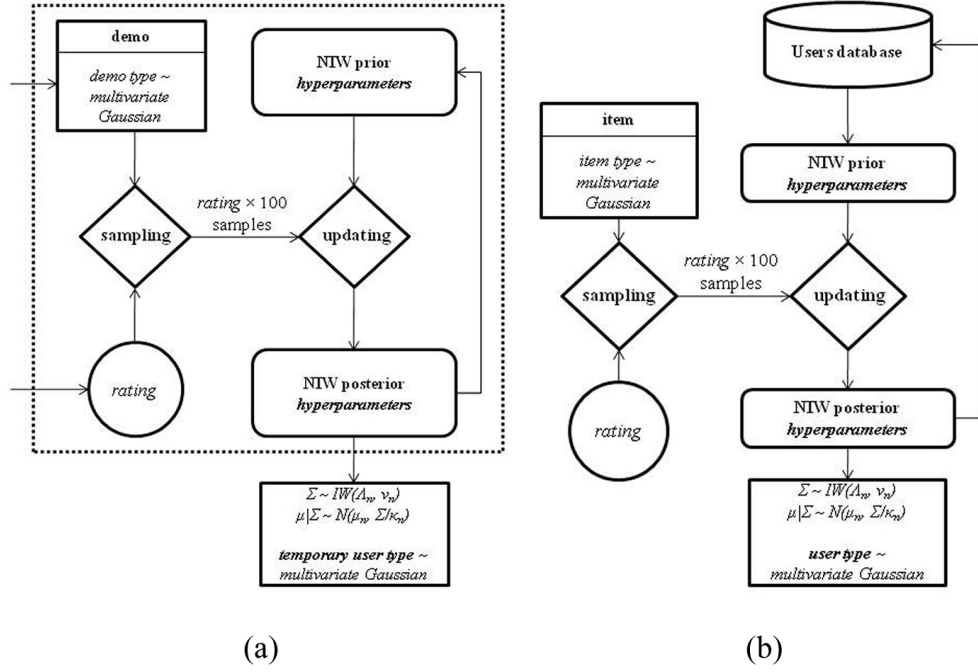 demo
demo type ~
multivariate
Gaussian
NIW prior
hyperparameters
sampling
rating × 100
samples
updating
rating
NIW posterior
hyperparameters
Σ ~ IW(Λₙ, νₙ)
μ|Σ ~ N(μₙ, Σ/κₙ)
temporary user type ~
multivariate Gaussian
(a)
Users database
item
item type ~
multivariate
Gaussian
NIW prior
hyperparameters
sampling
rating × 100
samples
updating
rating
NIW posterior
hyperparameters
Σ ~ IW(Λₙ, νₙ)
μ|Σ ~ N(μₙ, Σ/κₙ)
user type ~
multivariate Gaussian
(b)